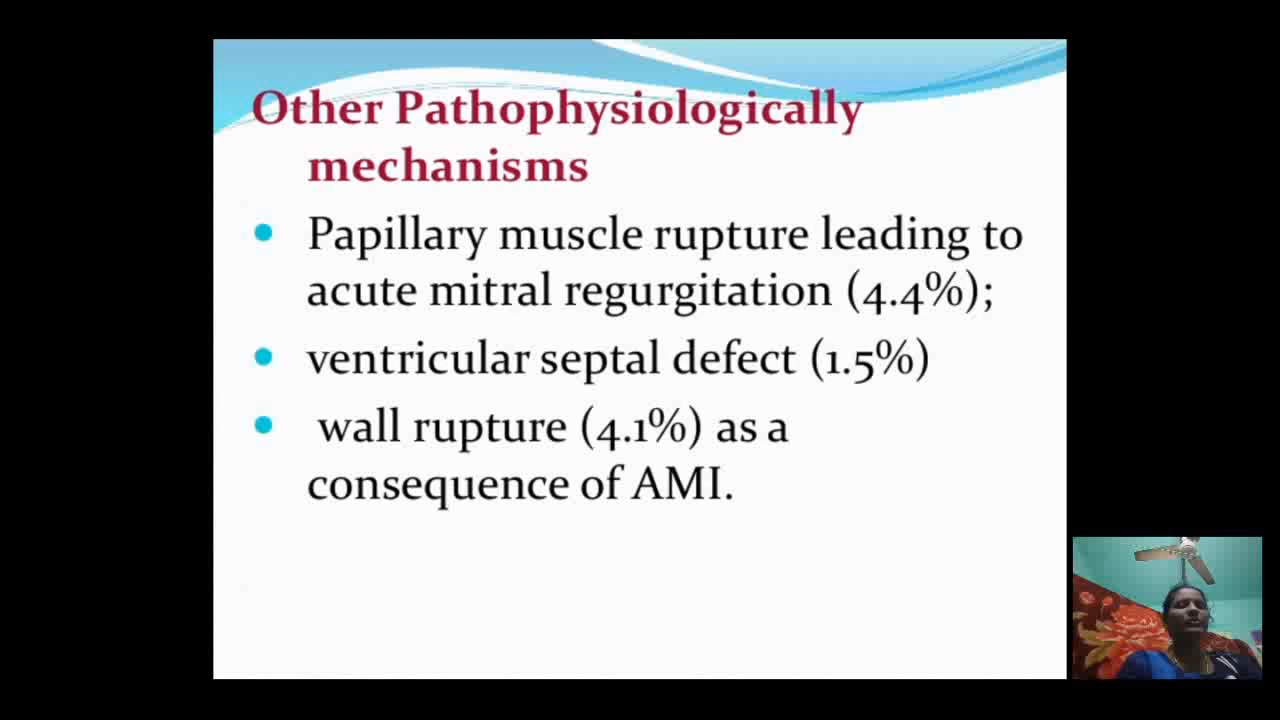 Other Pathophysiologically
mechanisms
• Papillary muscle rupture leading to
acute mitral regurgitation (4.4%);
• ventricular septal defect (1.5%)
• wall rupture (4.1%) as a
consequence of AMI.